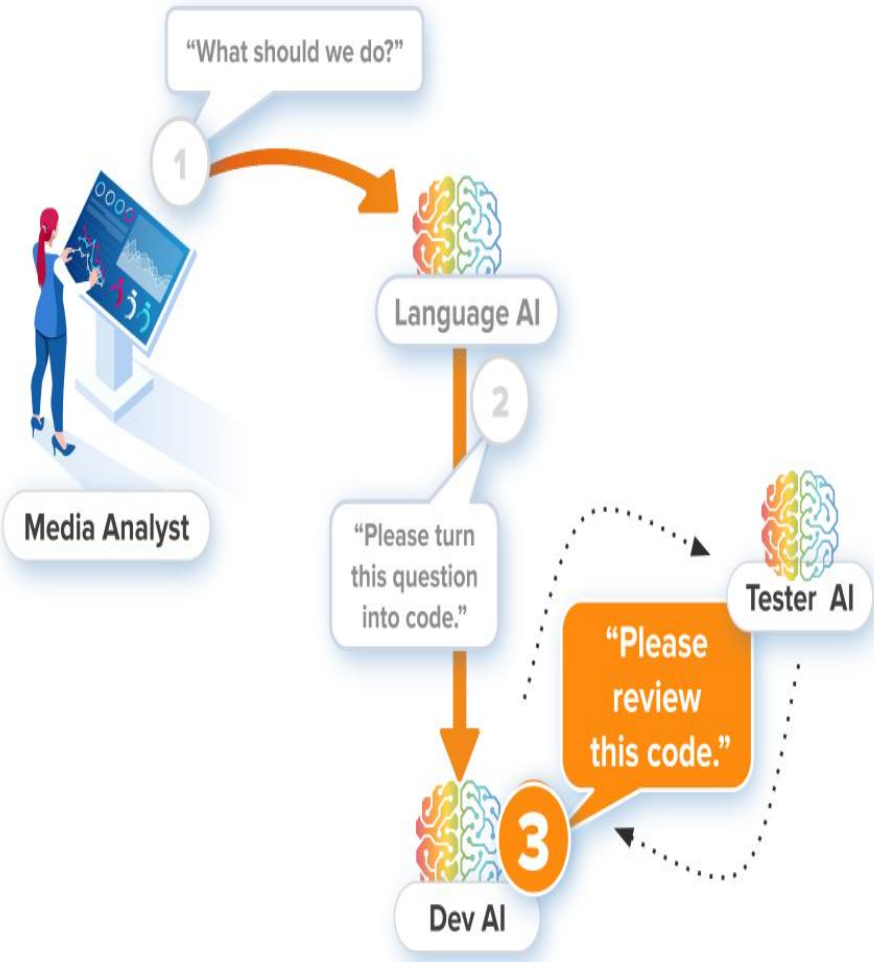 “What should we do?”
1
Language AI
2
Media Analyst
“Please turn
this question
into code.”
Tester AI
“Please
review
this code.”
3
Dev AI